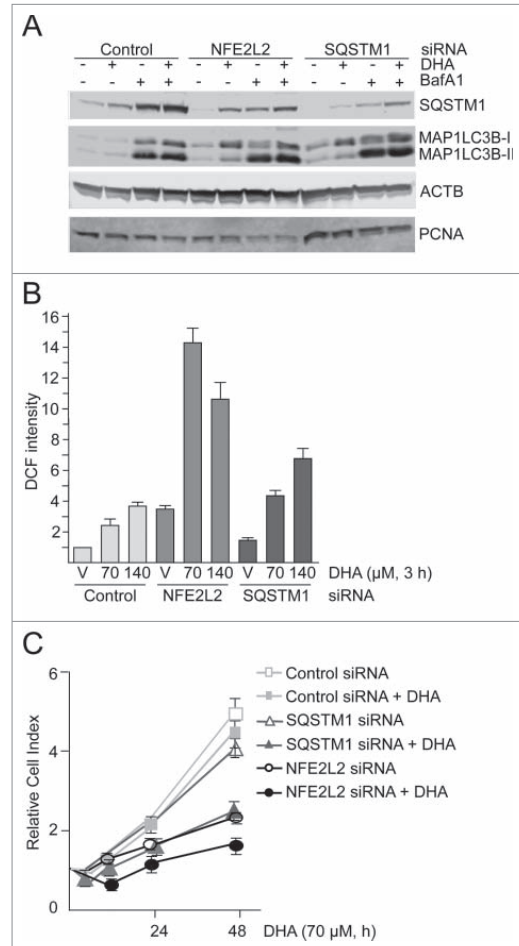 A
Control NFE2L2 SQSTM1 siRNA
- + - + - + - + - + - + DHA
- - + + - - + + - - + + BafA1
SQSTM1
MAP1LC3B-I
MAP1LC3B-II
ACTB
PCNA
B
DCF intensity
16
14
12
10
8
6
4
2
V 70 140 V 70 140 V 70 140 DHA (µM, 3 h)
Control NFE2L2 SQSTM1 siRNA
C
Relative Cell Index
6
4
2
0
Control siRNA
Control siRNA + DHA
SQSTM1 siRNA
SQSTM1 siRNA + DHA
NFE2L2 siRNA
NFE2L2 siRNA + DHA
24 48 DHA (70 µM, h)